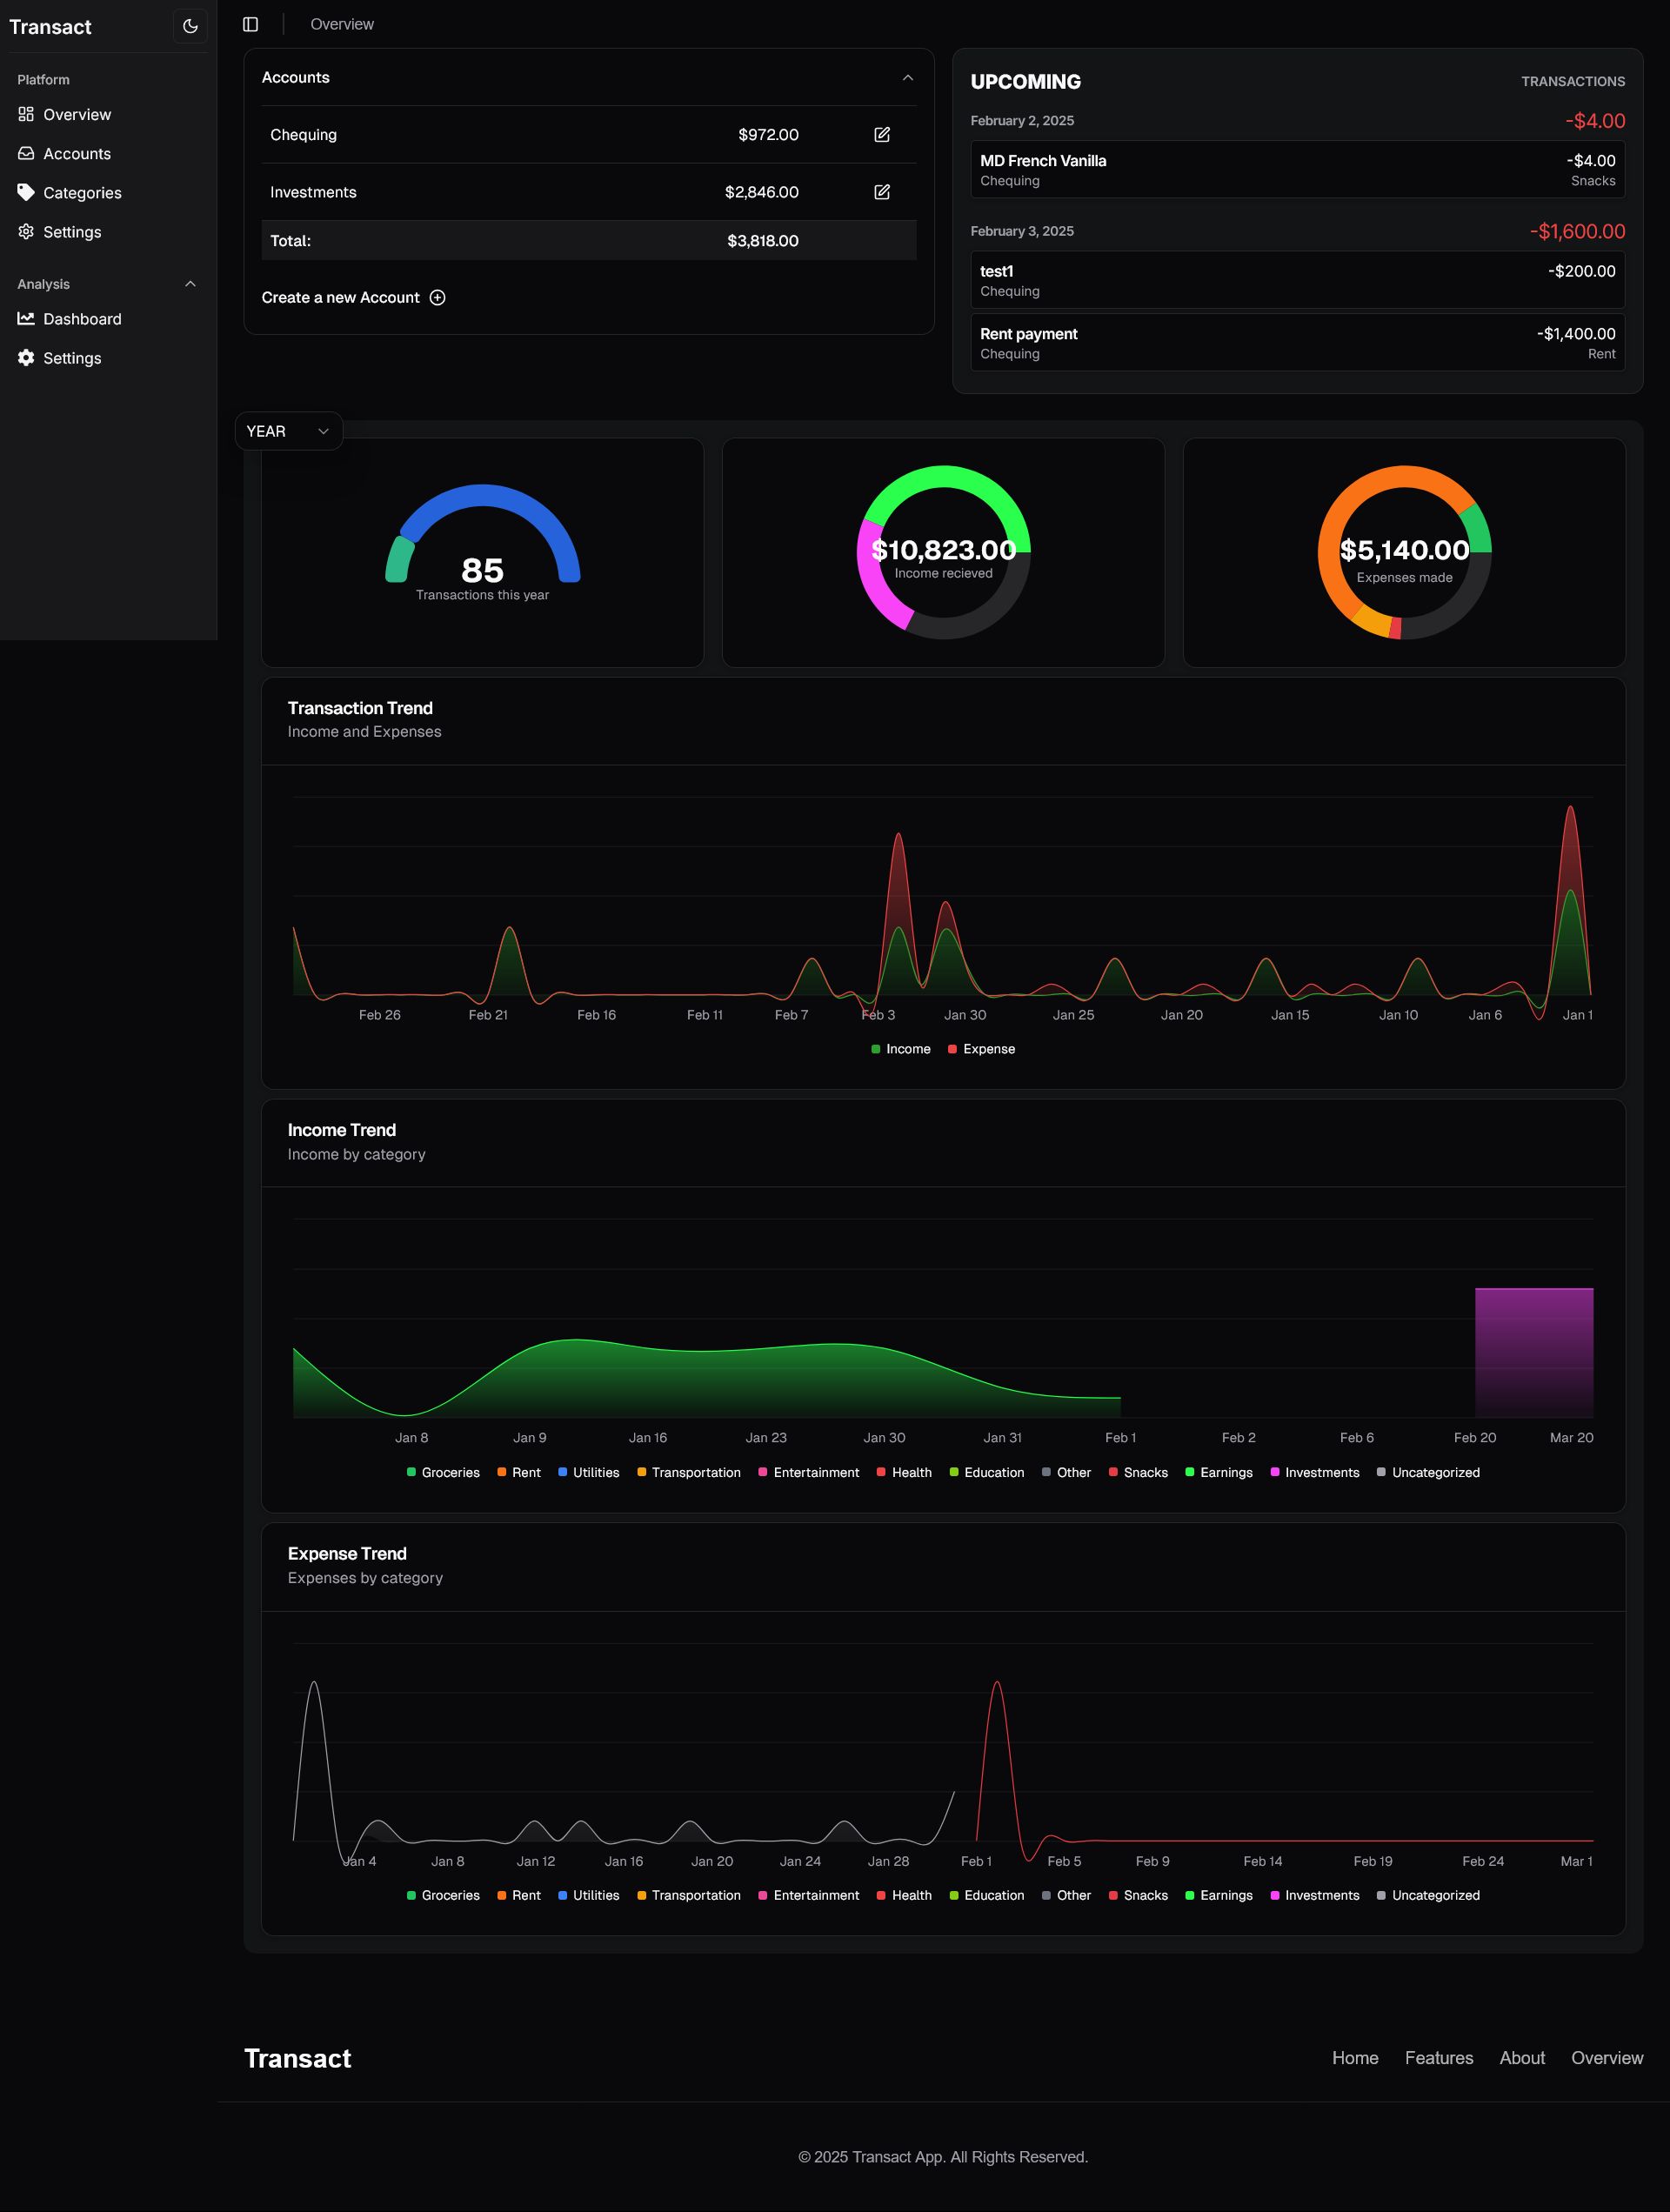 Transact
Platform
Overview
Accounts
Categories
Settings
Analysis
Dashboard
Settings
Overview
Accounts
Chequing $972.00
Investments $2,846.00
Total: $3,818.00
Create a new Account
UPCOMING TRANSACTIONS
February 2, 2025 -$4.00
MD French Vanilla -$4.00
Chequing Snacks
February 3, 2025 -$1,600.00
test1 -$200.00
Chequing
Rent payment -$1,400.00
Chequing Rent
YEAR
85
Transactions this year
$10,823.00
Income recieved
$5,140.00
Expenses made
Transaction Trend
Income and Expenses
Feb 26 Feb 21 Feb 16 Feb 11 Feb 7 Feb 3 Jan 30 Jan 25 Jan 20 Jan 15 Jan 10 Jan 6 Jan 1
Income Expense
Income Trend
Income by category
Jan 8 Jan 9 Jan 16 Jan 23 Jan 30 Jan 31 Feb 1 Feb 2 Feb 6 Feb 20 Mar 20
Groceries Rent Utilities Transportation Entertainment Health Education Other Snacks Earnings Investments Uncategorized
Expense Trend
Expenses by category
Jan 4 Jan 8 Jan 12 Jan 16 Jan 20 Jan 24 Jan 28 Feb 1 Feb 5 Feb 9 Feb 14 Feb 19 Feb 24 Mar 1
Groceries Rent Utilities Transportation Entertainment Health Education Other Snacks Earnings Investments Uncategorized
Transact
Home Features About Overview
© 2025 Transact App. All Rights Reserved.